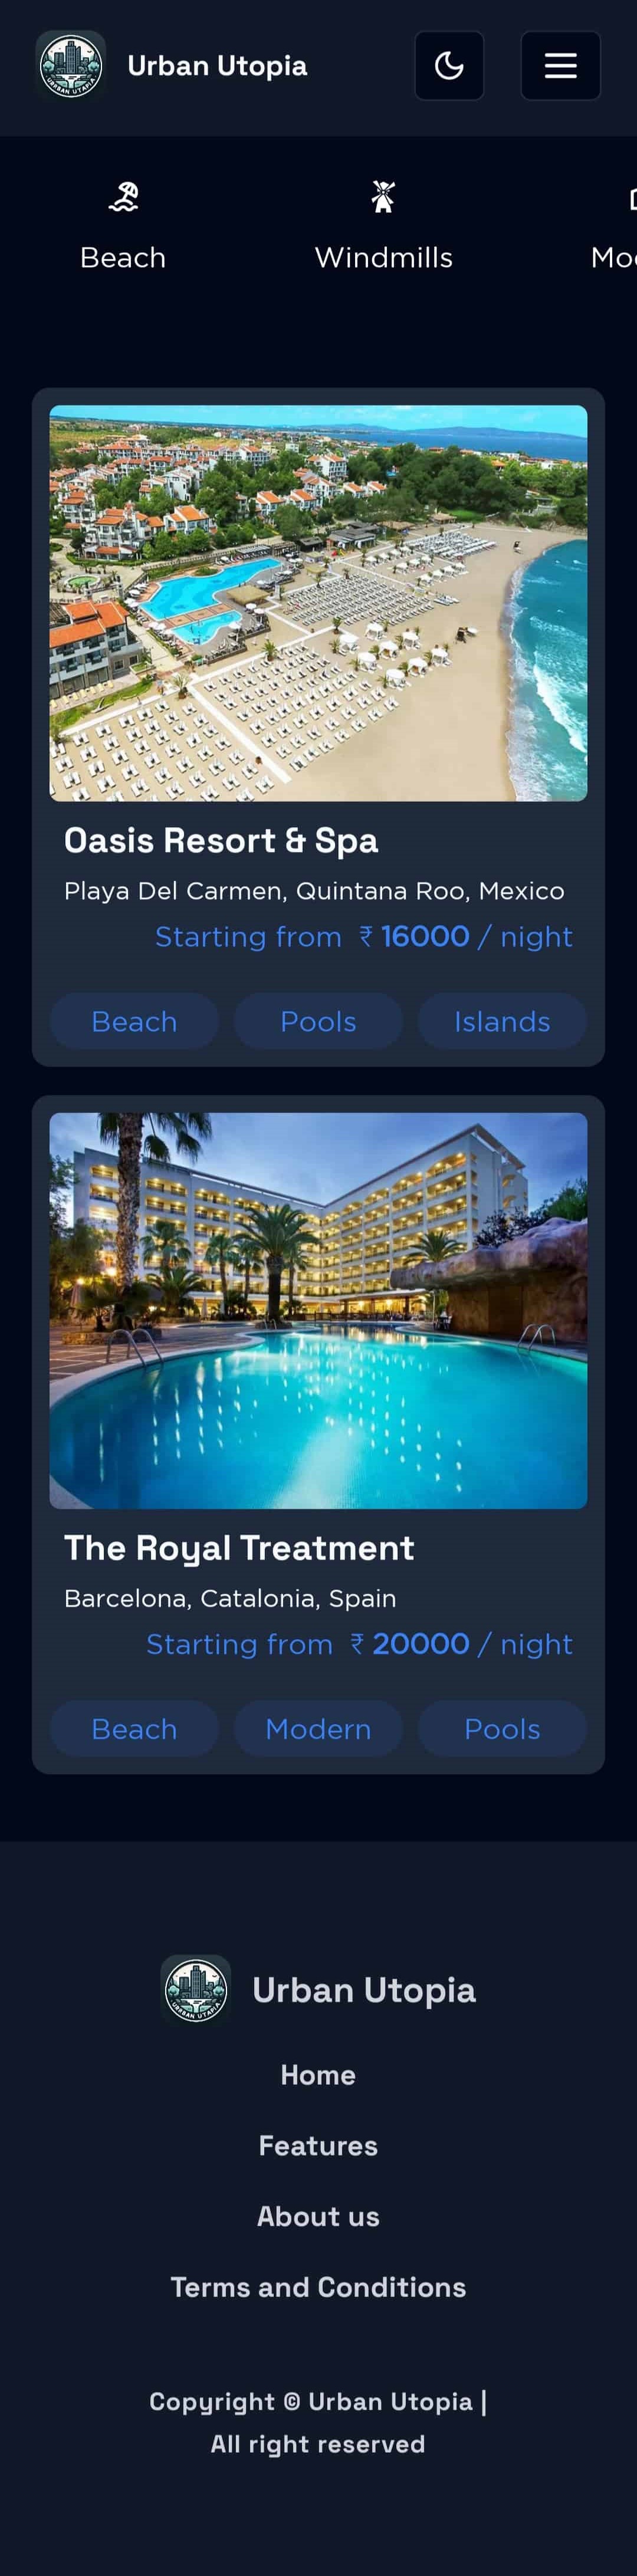 URBAN UTAPIA
Urban Utopia
Beach
Windmills
Mo
Oasis Resort & Spa
Playa Del Carmen, Quintana Roo, Mexico
Starting from ₹ 16000 / night
Beach
Pools
Islands
The Royal Treatment
Barcelona, Catalonia, Spain
Starting from ₹ 20000 / night
Beach
Modern
Pools
Urban Utopia
Home
Features
About us
Terms and Conditions
Copyright © Urban Utopia |
All right reserved